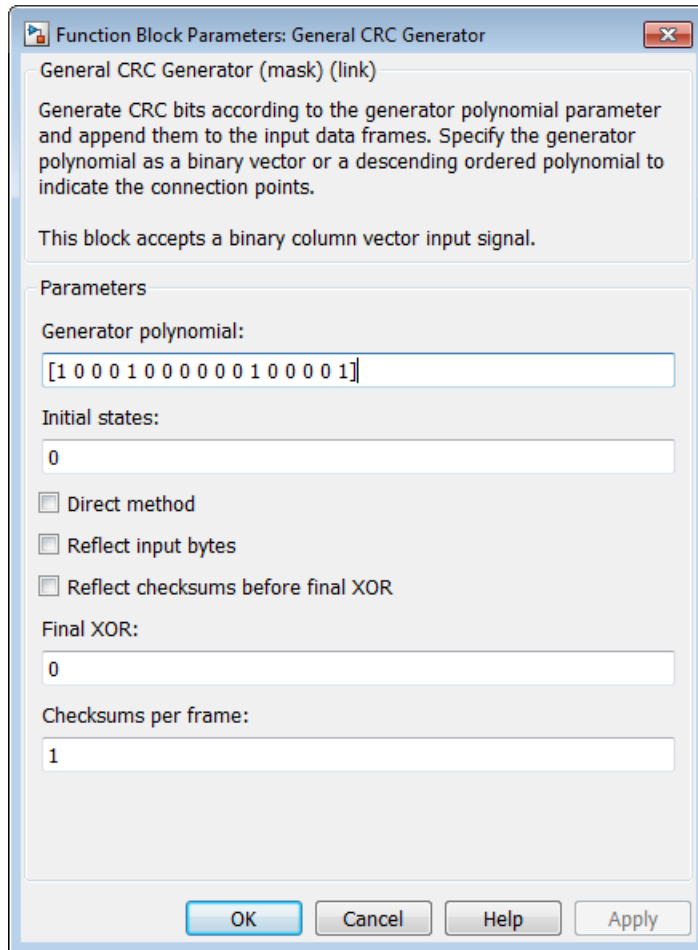 Function Block Parameters: General CRC Generator
General CRC Generator (mask) (link)
Generate CRC bits according to the generator polynomial parameter
and append them to the input data frames. Specify the generator
polynomial as a binary vector or a descending ordered polynomial to
indicate the connection points.
This block accepts a binary column vector input signal.
Parameters
Generator polynomial:
[1 0 0 0 1 0 0 0 0 0 0 1 0 0 0 0 1]
Initial states:
0
Direct method
Reflect input bytes
Reflect checksums before final XOR
Final XOR:
0
Checksums per frame:
1
OK Cancel Help Apply